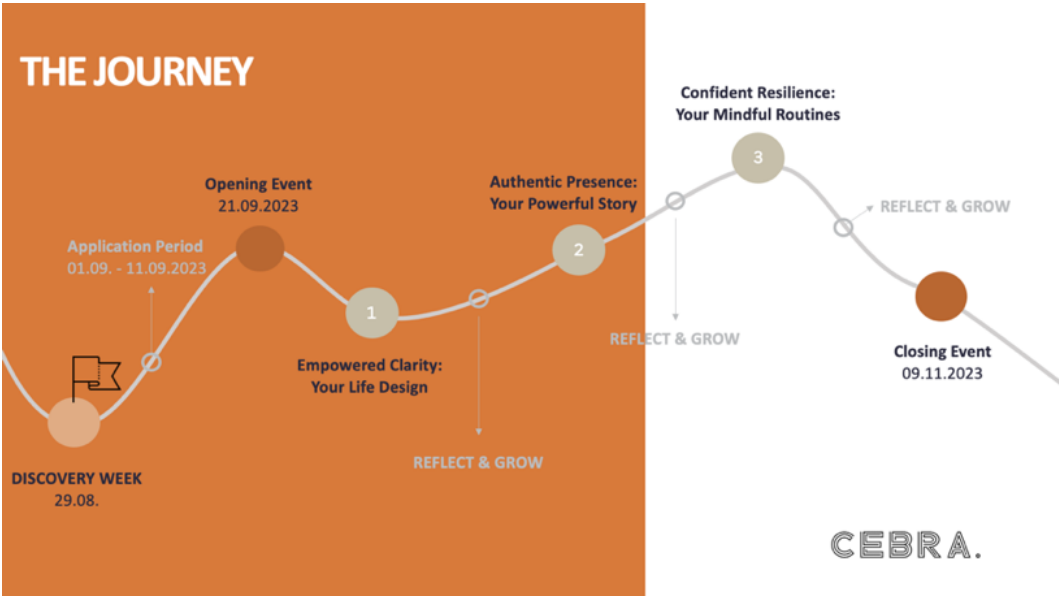 THE JOURNEY
DISCOVERY WEEK
29.08.
Application Period
01.09. - 11.09.2023
Opening Event
21.09.2023
1
Empowered Clarity:
Your Life Design
REFLECT & GROW
Authentic Presence:
Your Powerful Story
2
REFLECT & GROW
Confident Resilience:
Your Mindful Routines
3
REFLECT & GROW
Closing Event
09.11.2023
CEBRA.